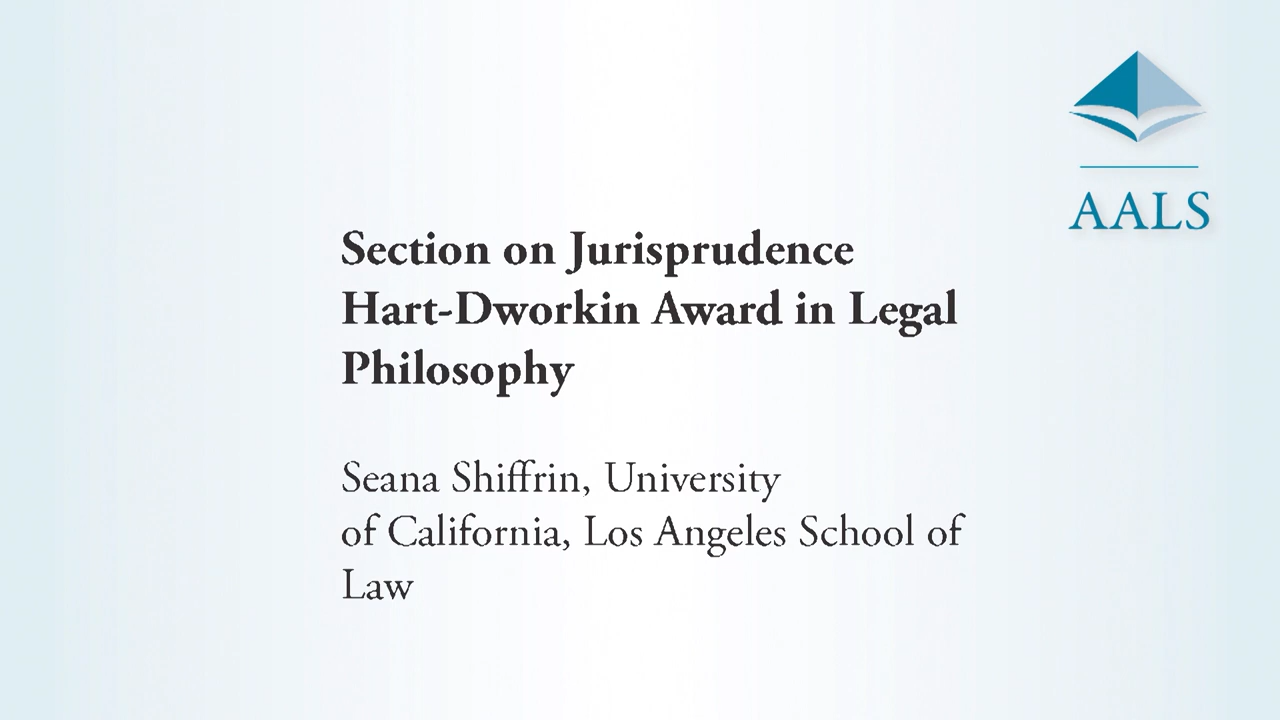 AALS
Section on Jurisprudence
Hart-Dworkin Award in Legal
Philosophy
Seana Shiffrin, University
of California, Los Angeles School of
Law